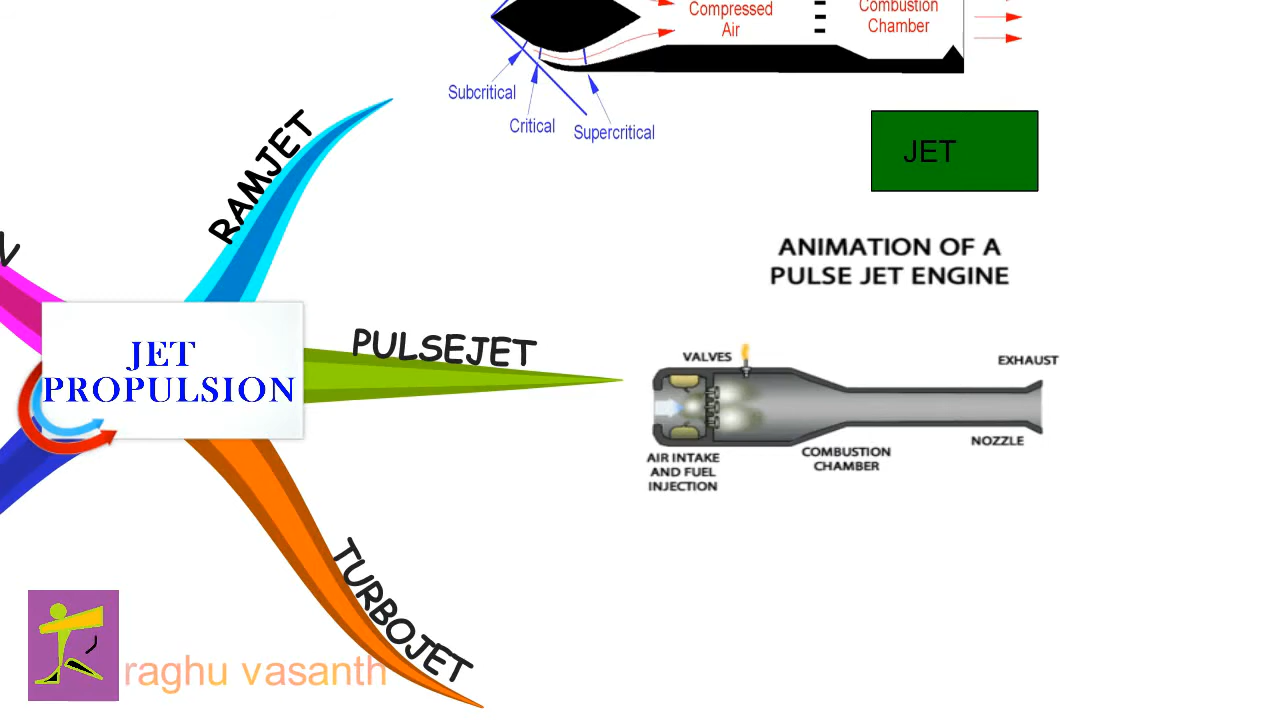 Compressed
Air
Combustion
Chamber
Subcritical
Critical
Supercritical
JET
RAMJET
ANIMATION OF A
PULSE JET ENGINE
JET
PROPULSION
PULSEJET
VALVES
EXHAUST
NOZZLE
COMBUSTION
CHAMBER
AIR INTAKE
AND FUEL
INJECTION
TURBOJET
raghu vasanth